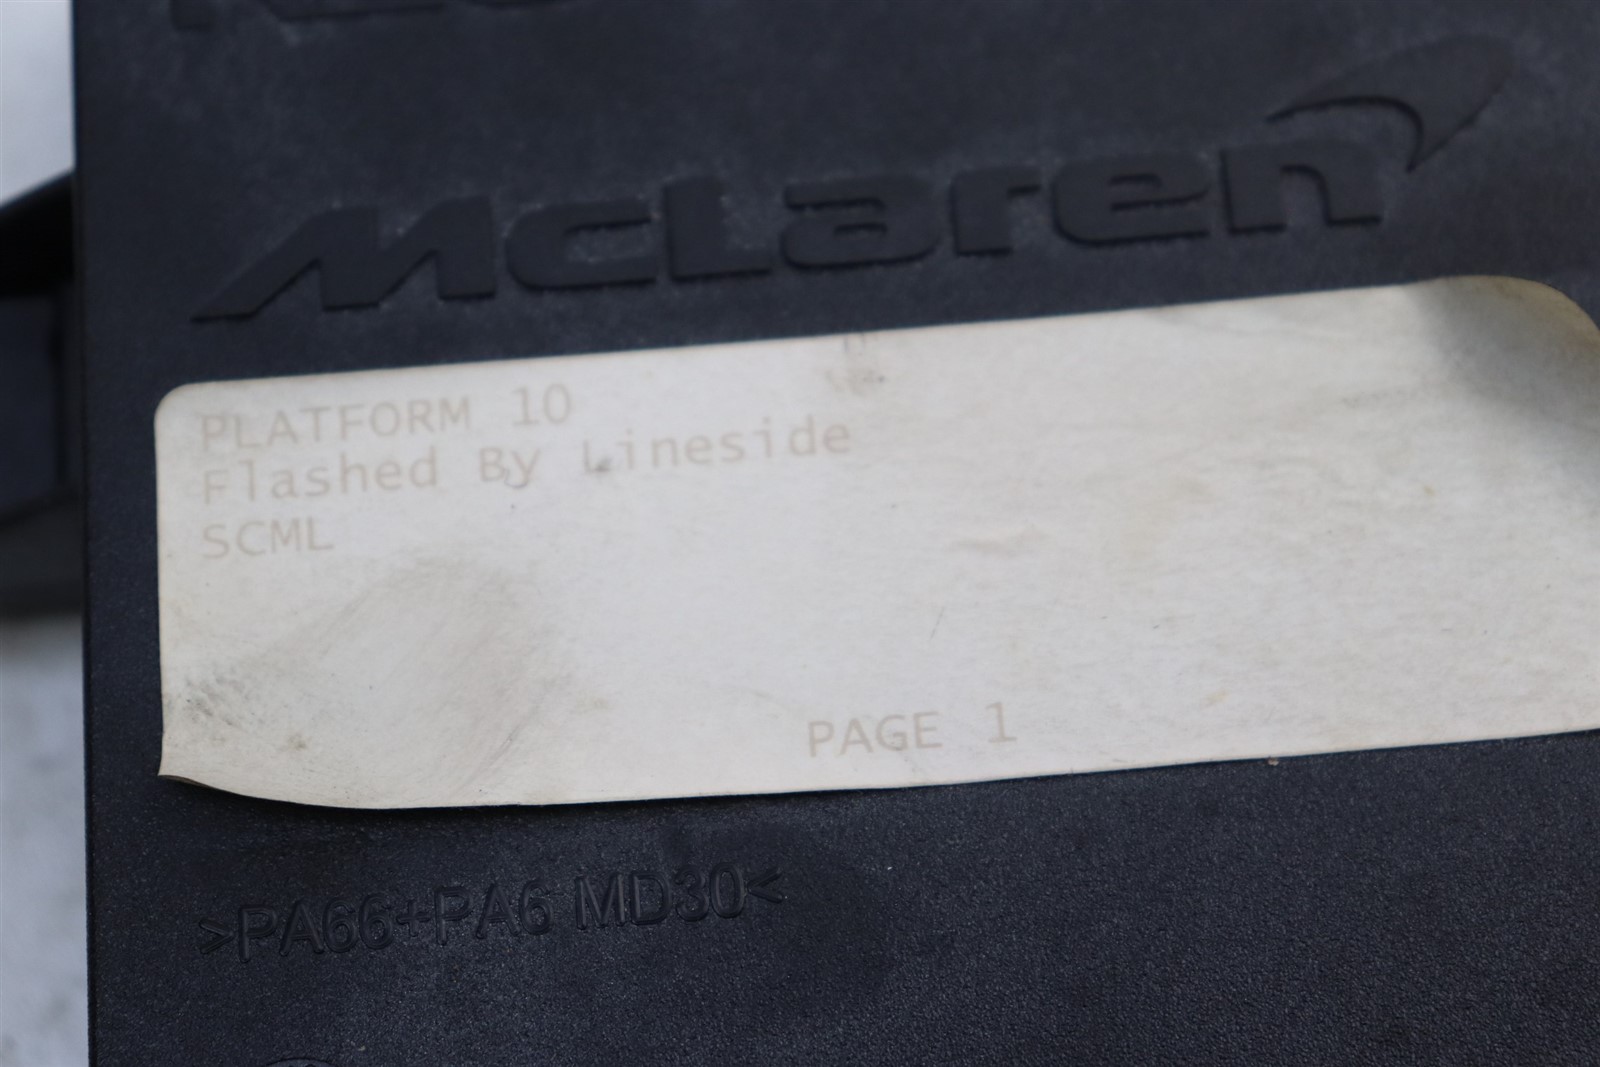 McLaren
PLATFORM 10
Flashed By Lineside
SCML
PAGE 1
>PA66+PA6 MD30<